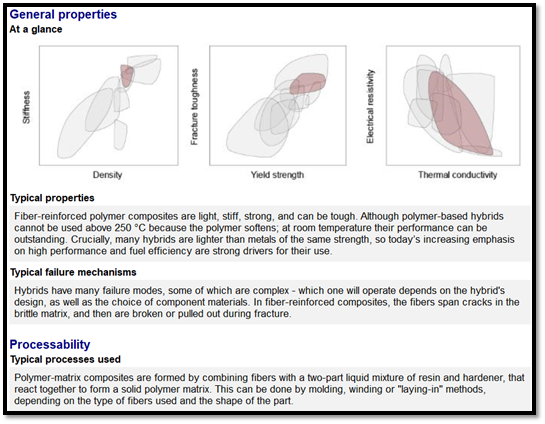 General properties
At a glance
Stiffness
Density
Fracture toughness
Yield strength
Electrical resistivity
Thermal conductivity
Typical properties
Fiber-reinforced polymer composites are light, stiff, strong, and can be tough. Although polymer-based hybrids
cannot be used above 250 °C because the polymer softens; at room temperature their performance can be
outstanding. Crucially, many hybrids are lighter than metals of the same strength, so today's increasing emphasis
on high performance and fuel efficiency are strong drivers for their use.
Typical failure mechanisms
Hybrids have many failure modes, some of which are complex - which one will operate depends on the hybrid's
design, as well as the choice of component materials. In fiber-reinforced composites, the fibers span cracks in the
brittle matrix, and then are broken or pulled out during fracture.
Processability
Typical processes used
Polymer-matrix composites are formed by combining fibers with a two-part liquid mixture of resin and hardener, that
react together to form a solid polymer matrix. This can be done by molding, winding or "laying-in" methods,
depending on the type of fibers used and the shape of the part.